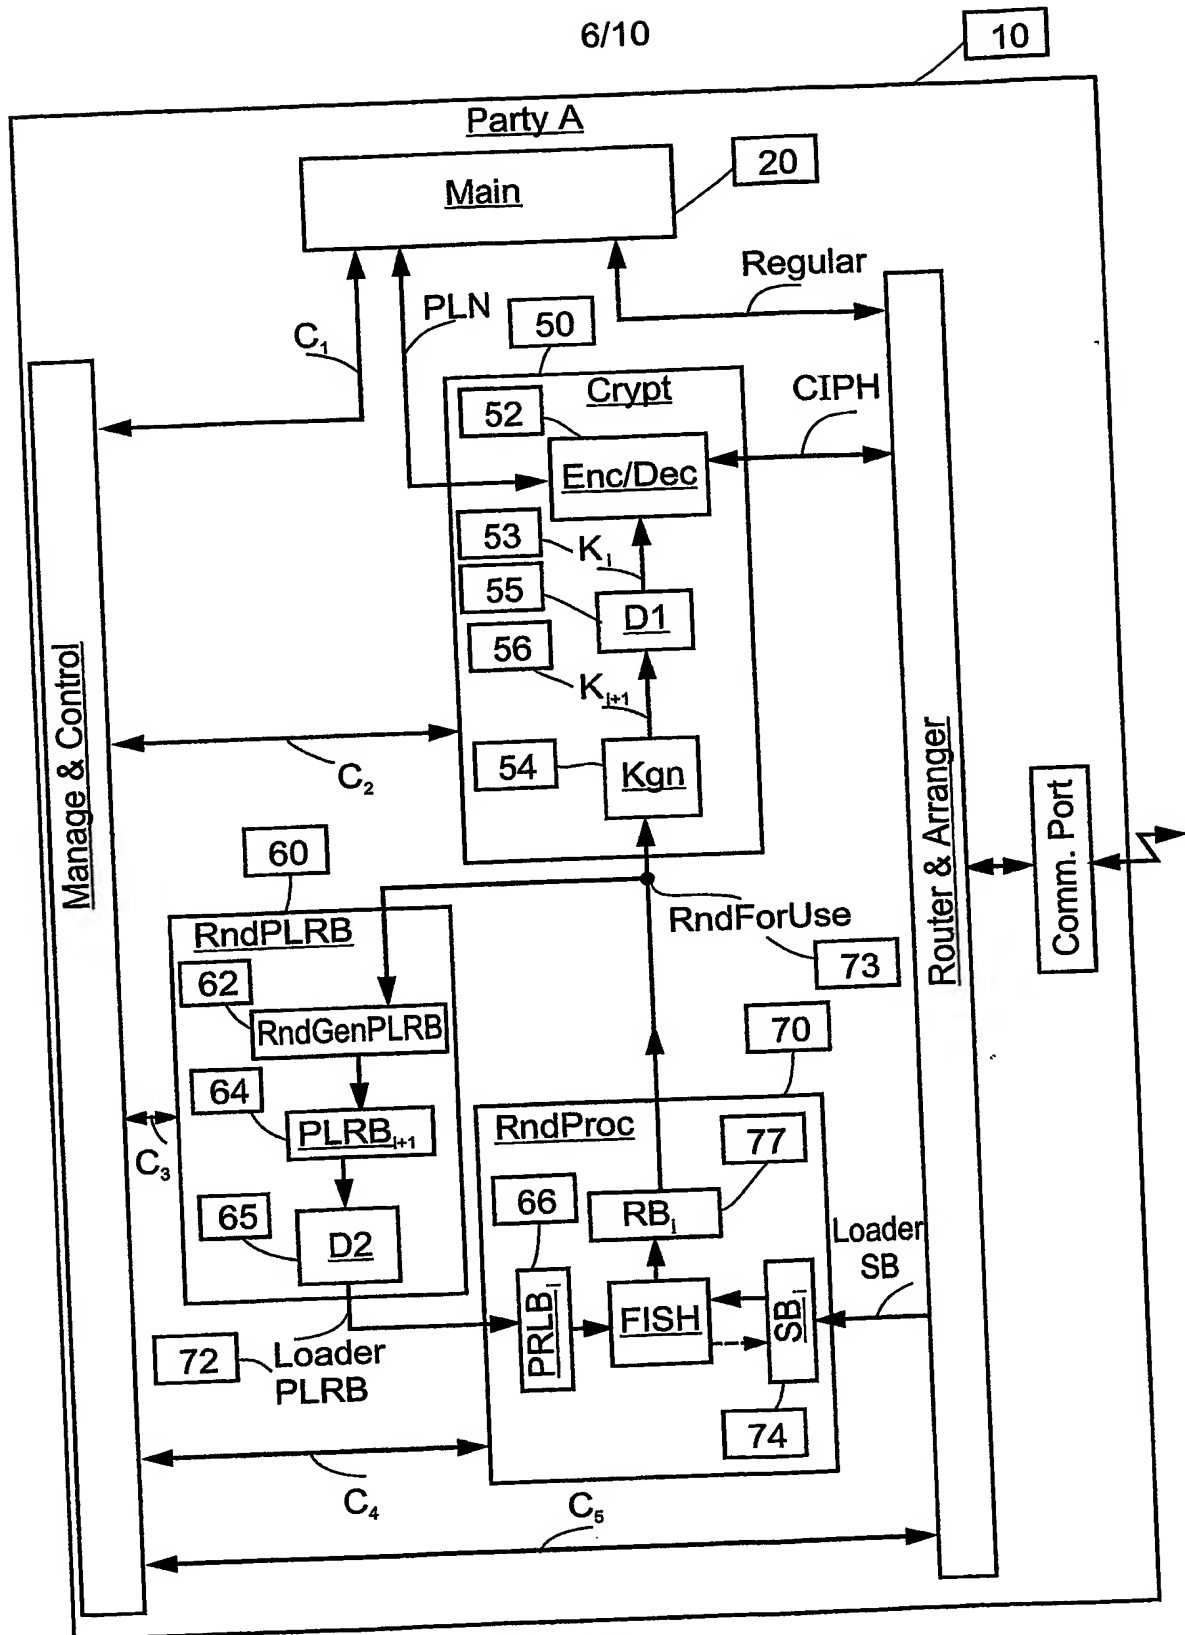 6/10
10
Party A
Main
20
Regular
PLN
C₁
50
Crypt
CIPH
52
Enc/Dec
53
Kᵢ
55
D1
56
Kᵢ₊₁
54
Kgn
Manage & Control
C₂
Router & Arranger
Comm. Port
60
RndPLRB
RndForUse
73
62
RndGenPLRB
70
64
PLRBᵢ₊₁
RndProc
77
C₃
66
RBᵢ
65
D2
Loader
SB
PRLBᵢ
FISH
SBᵢ
72
Loader
PLRB
74
C₄
C₅